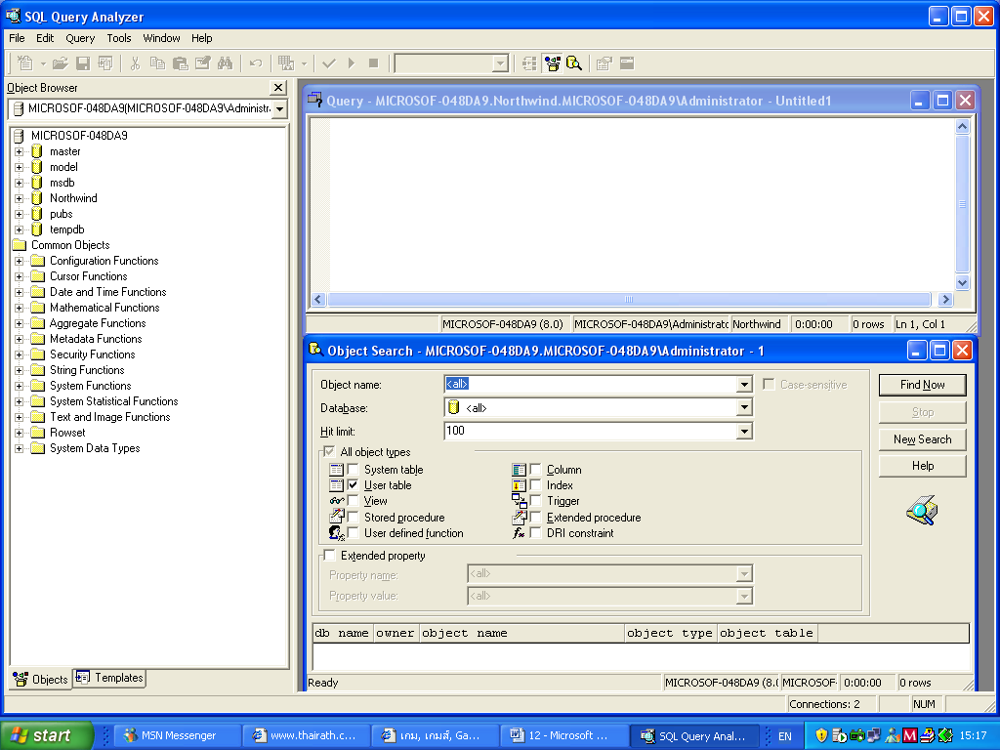 SQL Query Analyzer
File Edit Query Tools Window Help
Object Browser
MICROSOF-048DA9(MICROSOF-048DA9\Administr
MICROSOF-048DA9
master
model
msdb
Northwind
pubs
tempdb
Common Objects
Configuration Functions
Cursor Functions
Date and Time Functions
Mathematical Functions
Aggregate Functions
Metadata Functions
Security Functions
String Functions
System Functions
System Statistical Functions
Text and Image Functions
Rowset
System Data Types
Objects Templates
Query - MICROSOF-048DA9.Northwind.MICROSOF-048DA9\Administrator - Untitled1
MICROSOF-048DA9 (8.0) MICROSOF-048DA9\Administrato Northwind 0:00:00 0 rows Ln 1, Col 1
Object Search - MICROSOF-048DA9.MICROSOF-048DA9\Administrator - 1
Object name: <all> Case-sensitive Find Now
Database: <all> Stop
Hit limit: 100 New Search
All object types Help
System table Column
User table Index
View Trigger
Stored procedure Extended procedure
User defined function DRI constraint
Extended property
Property name: <all>
Property value: <all>
db name owner object name object type object table
Ready MICROSOF-048DA9 (8.( MICROSOF- 0:00:00 0 rows
Connections: 2 NUM
start MSN Messenger www.thairath.c... เกม, เกมส์, Ga... 12 - Microsoft ... SQL Query Anal... EN 15:17